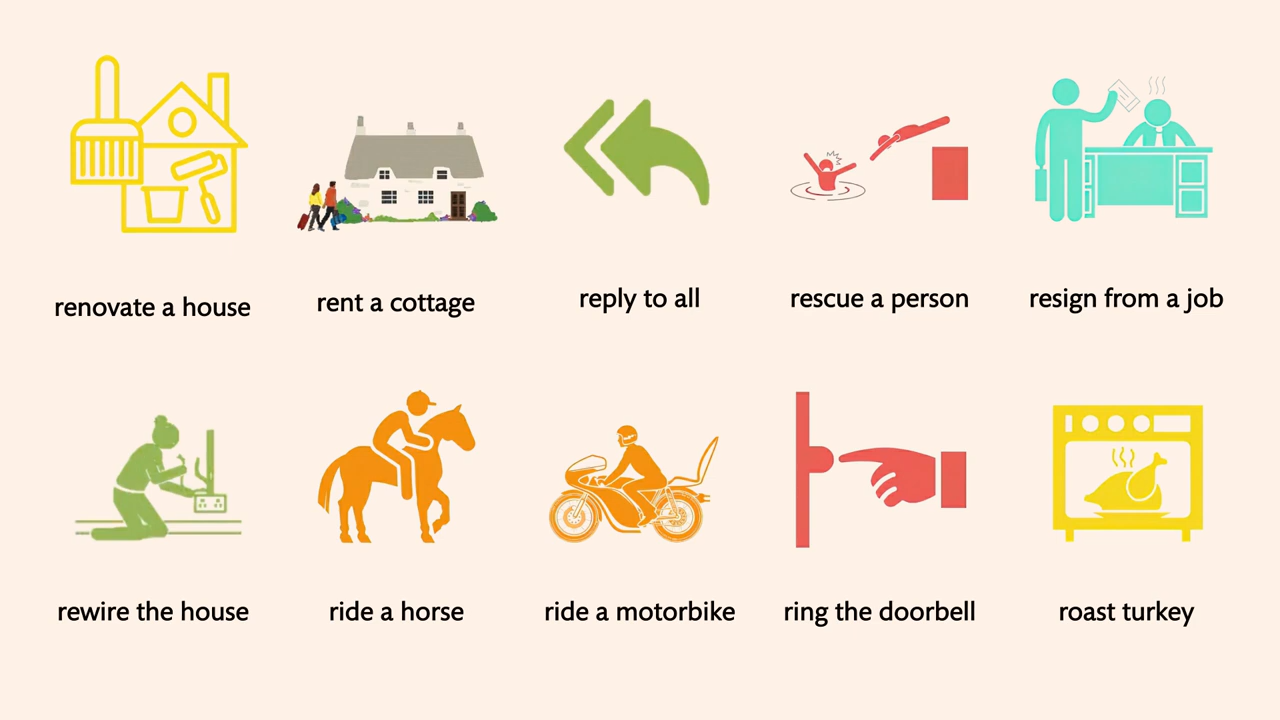 renovate a house
rent a cottage
reply to all
rescue a person
resign from a job
rewire the house
ride a horse
ride a motorbike
ring the doorbell
roast turkey